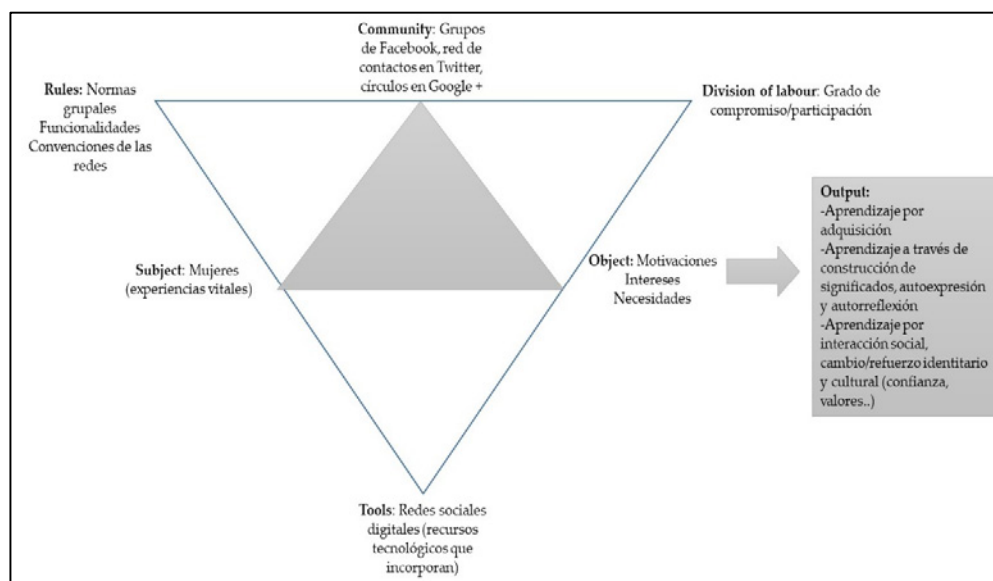 Community: Grupos
de Facebook, red de
contactos en Twitter,
círculos en Google +
Rules: Normas
grupales
Funcionalidades
Convenciones de las
redes
Division of labour: Grado de
compromiso/participación
Subject: Mujeres
(experiencias vitales)
Object: Motivaciones
Intereses
Necesidades
Output:
-Aprendizaje por
adquisición
-Aprendizaje a través de
construcción de
significados, autoexpresión
y autorreflexión
-Aprendizaje por
interacción social,
cambio/refuerzo identitario
y cultural (confianza,
valores..)
Tools: Redes sociales
digitales (recursos
tecnológicos que
incorporan)